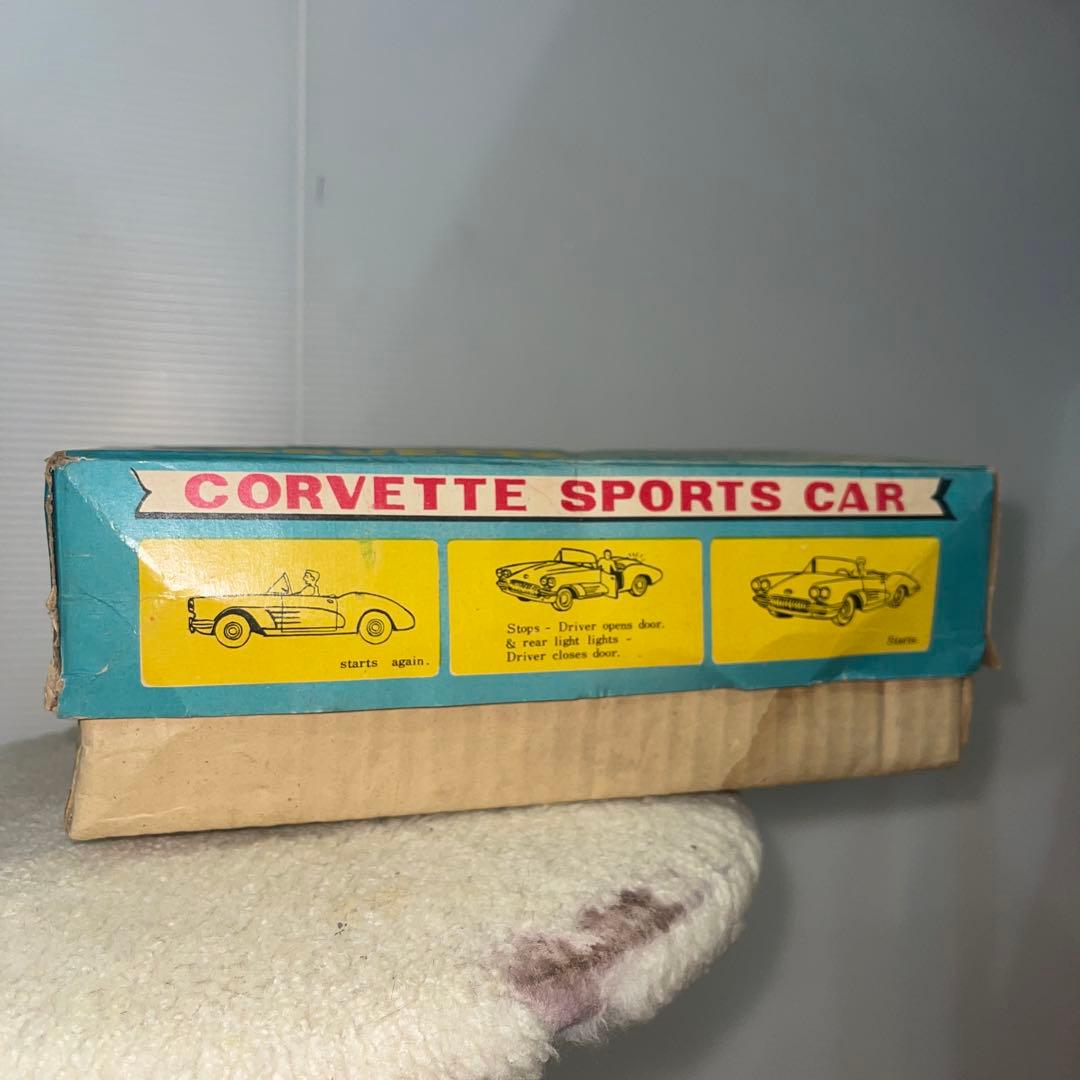 CORVETTE SPORTS CAR
starts again.
Stops - Driver opens door.
& rear light lights -
Driver closes door.
Starts.